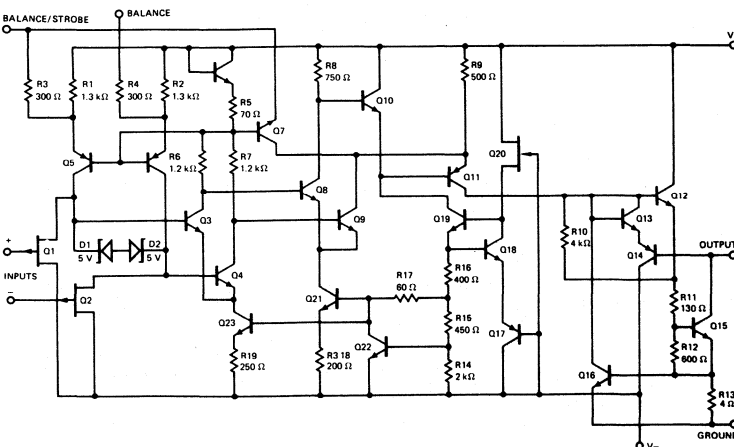 BALANCE/STROBE
BALANCE
V
R3
300 Ω
R1
1.3 kΩ
R4
300 Ω
R2
1.3 kΩ
R5
70 Ω
R8
750 Ω
R9
500 Ω
Q7
Q10
Q20
Q5
R6
1.2 kΩ
R7
1.2 kΩ
Q8
Q9
Q11
Q12
Q3
Q19
Q18
R10
4 kΩ
Q13
Q14
OUTPUT
D1
5 V
D2
5 V
+
Q1
INPUTS
−
Q2
Q4
R17
60 Ω
R16
400
R11
130 Ω
Q15
Q21
R15
450 Ω
Q17
R12
600 Ω
Q23
Q22
R19
250 Ω
R3 18
200 Ω
R14
2 kΩ
Q16
R13
4 Ω
GROUND
V−